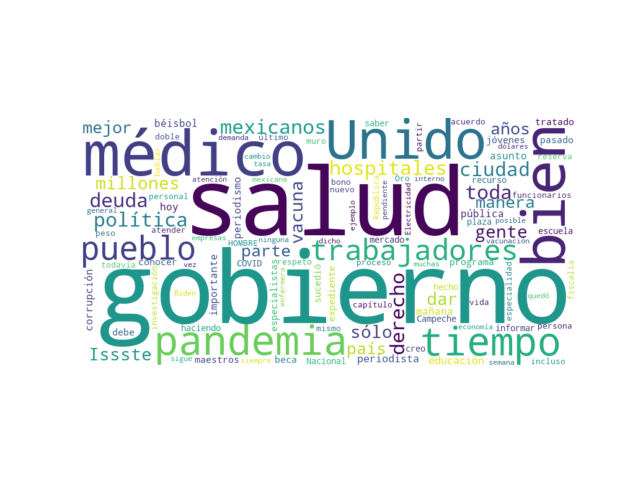 mejor
béisbol
doble
demanda
último
mexicanos
cambio
tasa
muro
Unido
saber
partir
acuerdo
jóvenes
dólares
años
tratado
pasado
asunto
reserva
médico
hablar
hospitales
ciudad
bien
millones
atención
mexicana
salud
bono
nuevo
Oro
interno
República
pendiente
ejemplo
Electricidad
toda
manera
funcionarios
deuda
personal
hoy
periodismo
vacuna
general
política
peso
atender
empresas
HOMBRE
ninguna
dicho
mercado
pública
plaza
posible
vacunación
escuela
gente
pueblo
parte
trabajadores
todavía
conocer
vez
COVID
respeto
proceso
muchas
programa
corrupción
gobierno
investigación
Biden
importante
especialistas
enfermera
sucedió
expediente
capítulo
derecho
hecho
dar
vida
mañana
Campeche
especialidad
quedó
fiscalía
debe
haciendo
pandemia
mismo
sólo
economía
informar
persona
Issste
país
creo
tiempo
sigue
maestros
siempre
beca
Nacional
periodista
educación
semana
incluso
recurso